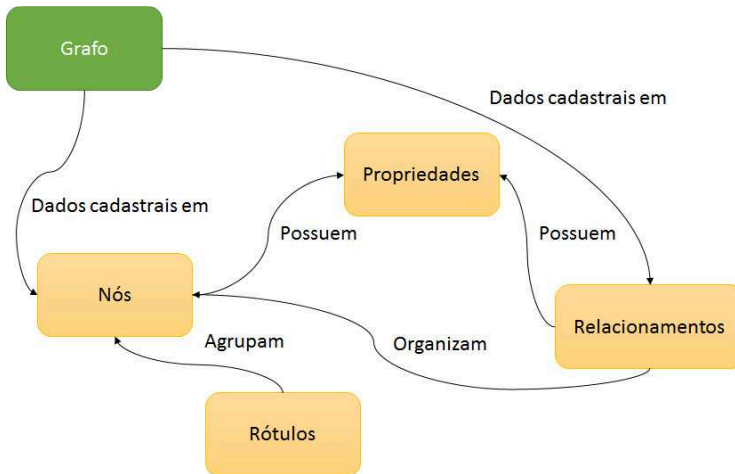 Grafo
Dados cadastrais em
Propriedades
Dados cadastrais em
Possuem
Possuem
Nós
Relacionamentos
Agrupam
Organizam
Rótulos